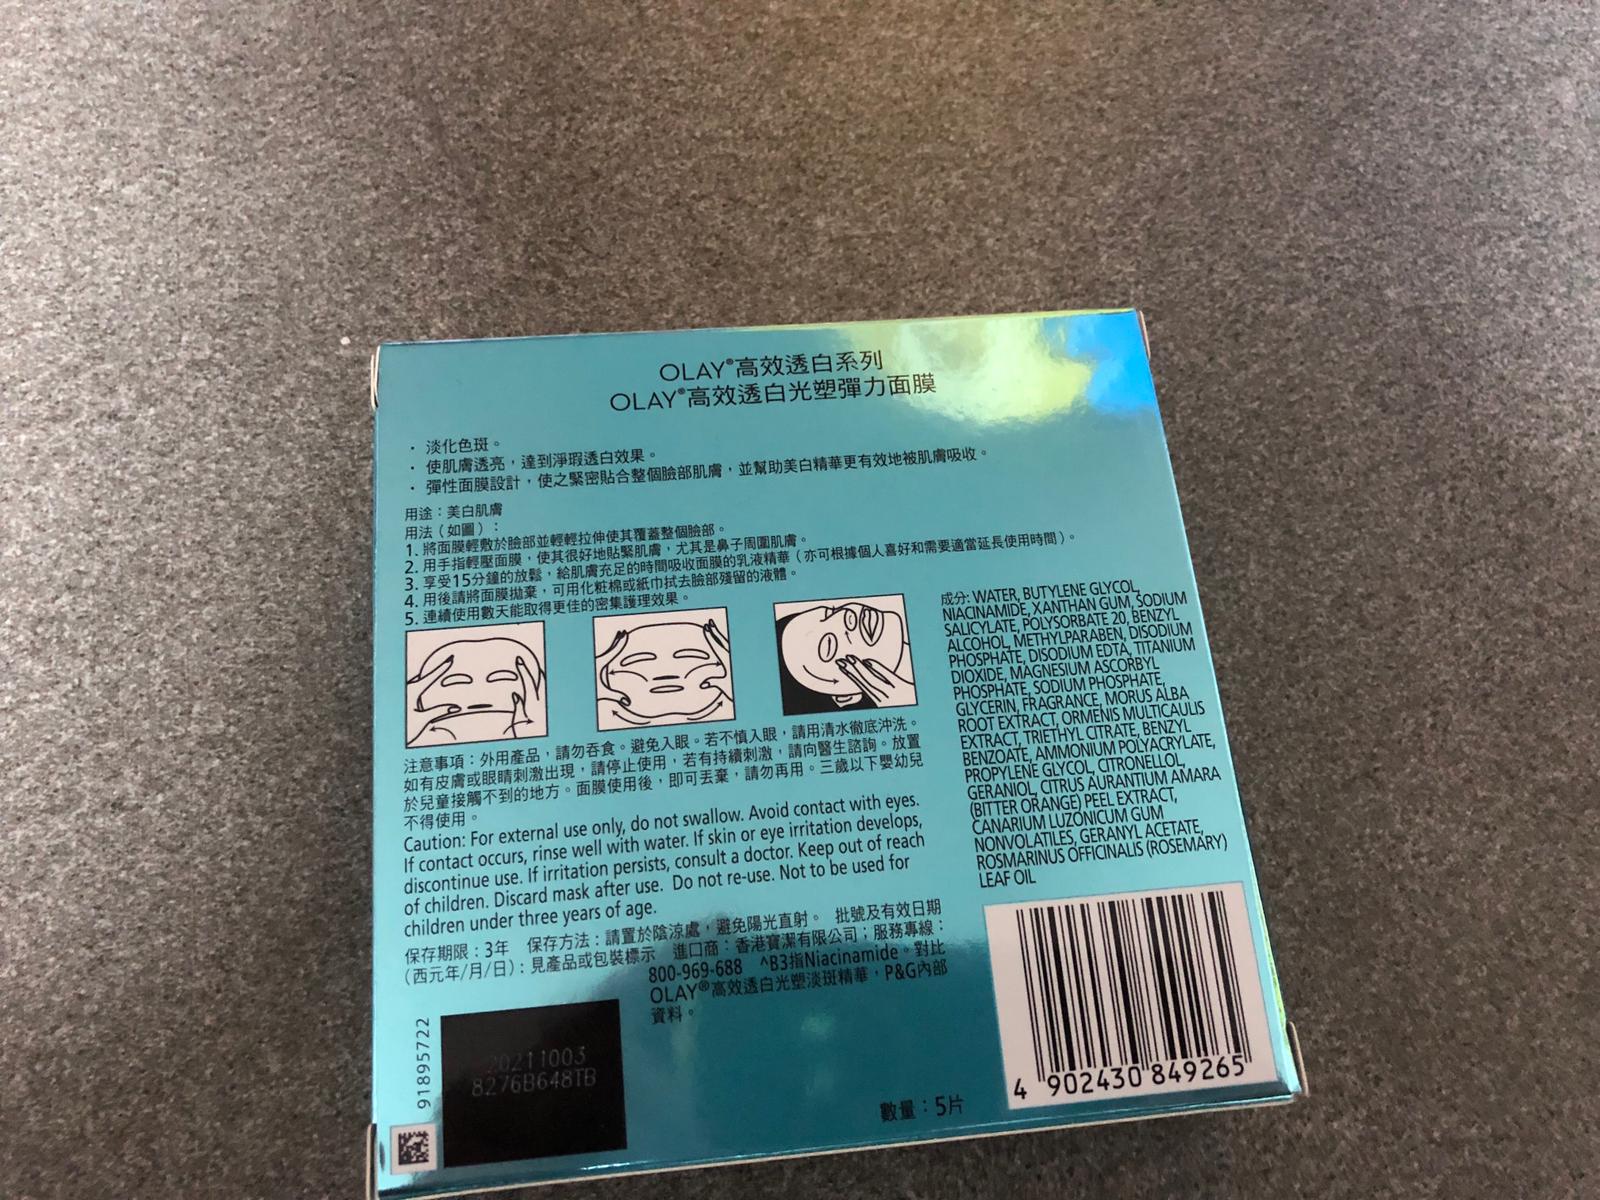 OLAY®高效透白系列
OLAY®高效透白光塑彈力面膜
· 淡化色斑。
· 使肌膚透亮，達到淨瑕透白效果。
· 彈性面膜設計，使之緊密貼合整個臉部肌膚，並幫助美白精華更有效地被肌膚吸收。
用途：美白肌膚
用法（如圖）：
1. 將面膜輕敷於臉部並輕輕拉伸使其覆蓋整個臉部。
2. 用手指輕壓面膜，使其很好地貼緊肌膚，尤其是鼻子周圍肌膚。
3. 享受15分鐘的放鬆，給肌膚充足的時間吸收面膜的乳液精華（亦可根據個人喜好和需要適當延長使用時間）。
4. 用後請將面膜拋棄，可用化粧棉或紙巾拭去臉部殘留的液體。
5. 連續使用數天能取得更佳的密集護理效果。
注意事項：外用產品，請勿吞食。避免入眼。若不慎入眼，請用清水徹底沖洗。
如有皮膚或眼睛刺激出現，請停止使用，若有持續刺激，請向醫生諮詢。放置
於兒童接觸不到的地方。面膜使用後，即可丟棄，請勿再用。三歲以下嬰幼兒
不得使用。
Caution: For external use only, do not swallow. Avoid contact with eyes.
If contact occurs, rinse well with water. If skin or eye irritation develops,
discontinue use. If irritation persists, consult a doctor. Keep out of reach
of children. Discard mask after use. Do not re-use. Not to be used for
children under three years of age.
保存期限：3年 保存方法：請置於陰涼處，避免陽光直射。 批號及有效日期
（西元年/月/日）：見產品或包裝標示 進口商：香港寶潔有限公司；服務專線：
800-969-688 ^B3指Niacinamide。對比
OLAY®高效透白光塑淡斑精華，P&G內部
資料。
成分: WATER, BUTYLENE GLYCOL,
NIACINAMIDE, XANTHAN GUM, SODIUM
SALICYLATE, POLYSORBATE 20, BENZYL
ALCOHOL, METHYLPARABEN, DISODIUM
PHOSPHATE, DISODIUM EDTA, TITANIUM
DIOXIDE, MAGNESIUM ASCORBYL
PHOSPHATE, SODIUM PHOSPHATE,
GLYCERIN, FRAGRANCE, MORUS ALBA
ROOT EXTRACT, ORMENIS MULTICAULIS
EXTRACT, TRIETHYL CITRATE, BENZYL
BENZOATE, AMMONIUM POLYACRYLATE,
PROPYLENE GLYCOL, CITRONELLOL,
GERANIOL, CITRUS AURANTIUM AMARA
(BITTER ORANGE) PEEL EXTRACT,
CANARIUM LUZONICUM GUM
NONVOLATILES, GERANYL ACETATE,
ROSMARINUS OFFICINALIS (ROSEMARY)
LEAF OIL
91895722
20211003
8276B648TB
數量：5片
4 902430 849265